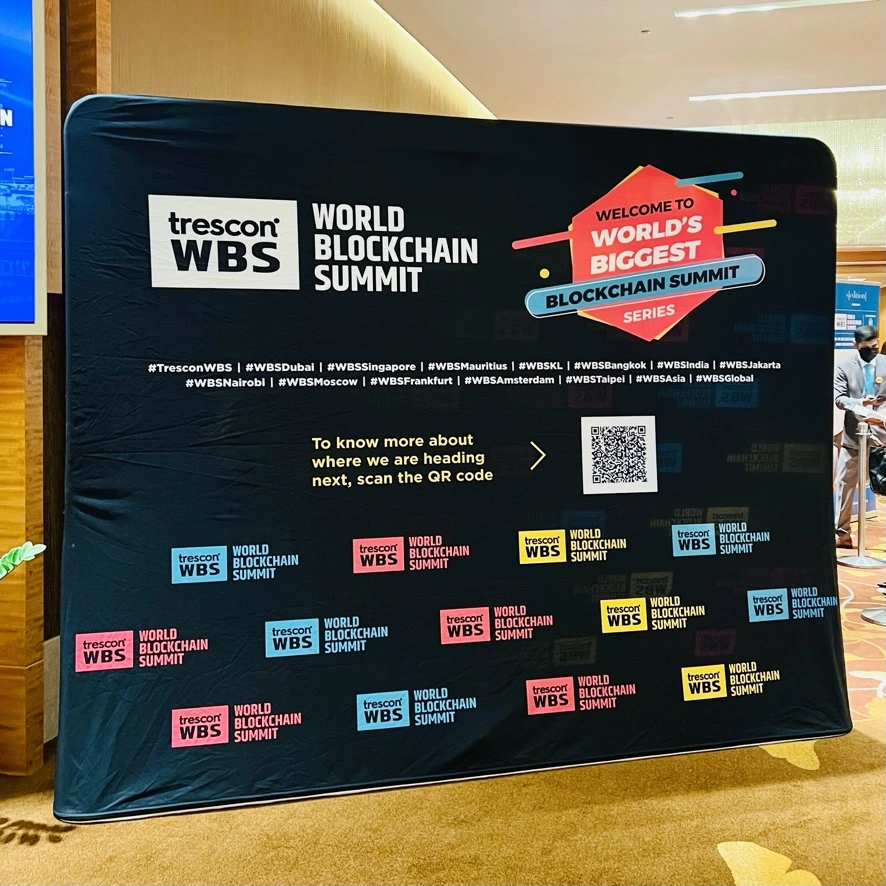 N
trescon
WBS
WORLD
BLOCKCHAIN
SUMMIT
WELCOME TO
WORLD'S
BIGGEST
BLOCKCHAIN SUMMIT
SERIES
#TresconWBS | #WBSDubai | #WBSSingapore | #WBSMauritius | #WBSKL | #WBSBangkok | #WBSIndia | #WBSJakarta
#WBSNairobi | #WBSMoscow | #WBSFrankfurt | #WBSAmsterdam | #WBSTaipei | #WBSAsia | #WBSGlobal
To know more about
where we are heading
next, scan the QR code
trescon
WBS
WORLD
BLOCKCHAIN
SUMMIT
trescon
WBS
WORLD
BLOCKCHAIN
SUMMIT
trescon
WBS
WORLD
BLOCKCHAIN
SUMMIT
trescon
WBS
WORLD
BLOCKCHAIN
SUMMIT
trescon
WBS
WORLD
BLOCKCHAIN
SUMMIT
trescon
WBS
WORLD
BLOCKCHAIN
SUMMIT
trescon
WBS
WORLD
BLOCKCHAIN
SUMMIT
trescon
WBS
WORLD
BLOCKCHAIN
SUMMIT
trescon
WBS
WORLD
BLOCKCHAIN
SUMMIT
trescon
WBS
WORLD
BLOCKCHAIN
SUMMIT
trescon
WBS
WORLD
BLOCKCHAIN
SUMMIT
trescon
WBS
WORLD
BLOCKCHAIN
SUMMIT
trescon
WBS
WORLD
BLOCKCHAIN
SUMMIT